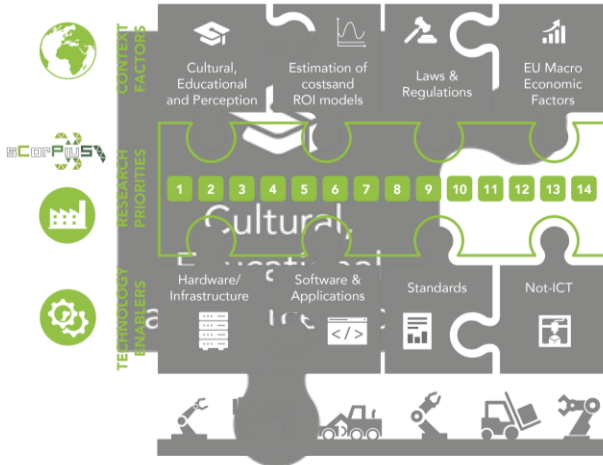 CONTEXT
FACTORS
Cultural,
Educational
and Perception
Estimation of
costsand
ROI models
Laws &
Regulations
EU Macro
Economic
Factors
sCorPiuS
RESEARCH
PRIORITIES
1 2 3 4 5 6 7 8 9 10 11 12 13 14
Cultural,
Educational
TECHNOLOGY
ENABLERS
Hardware/
Infrastructure
Software &
Applications
</>
Standards
Not-ICT